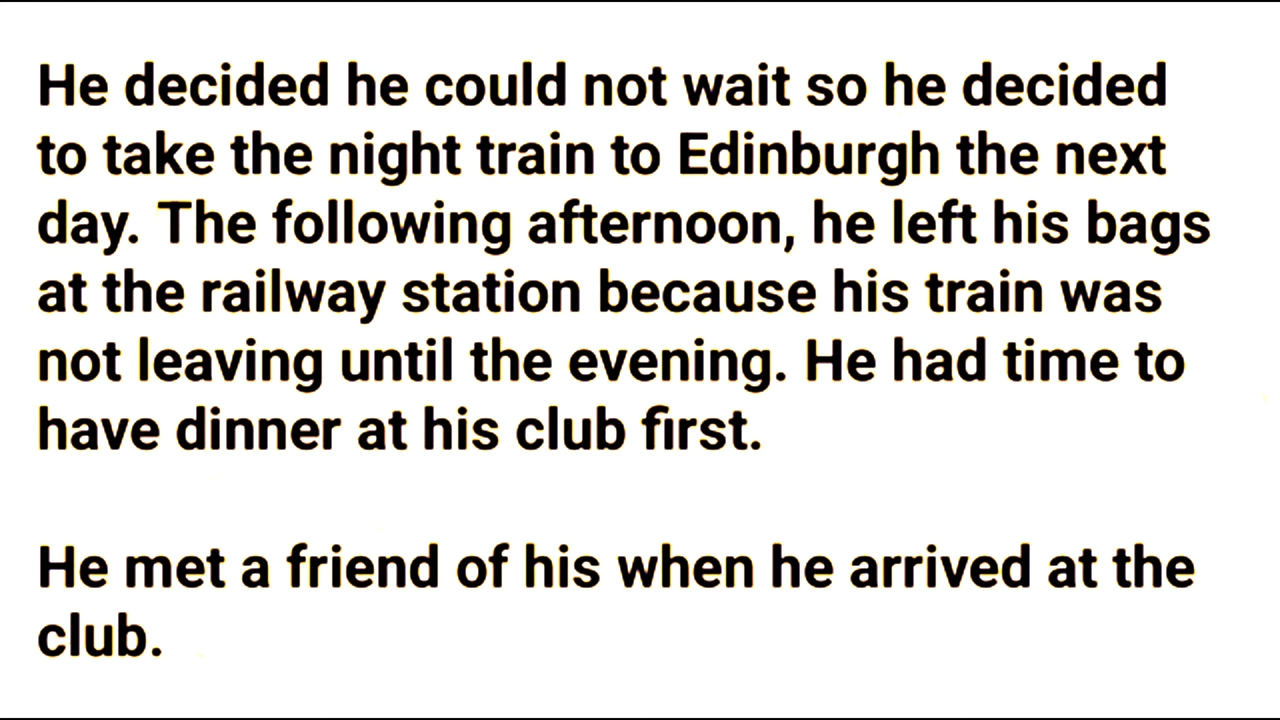 He decided he could not wait so he decided
to take the night train to Edinburgh the next
day. The following afternoon, he left his bags
at the railway station because his train was
not leaving until the evening. He had time to
have dinner at his club first.
He met a friend of his when he arrived at the
club.